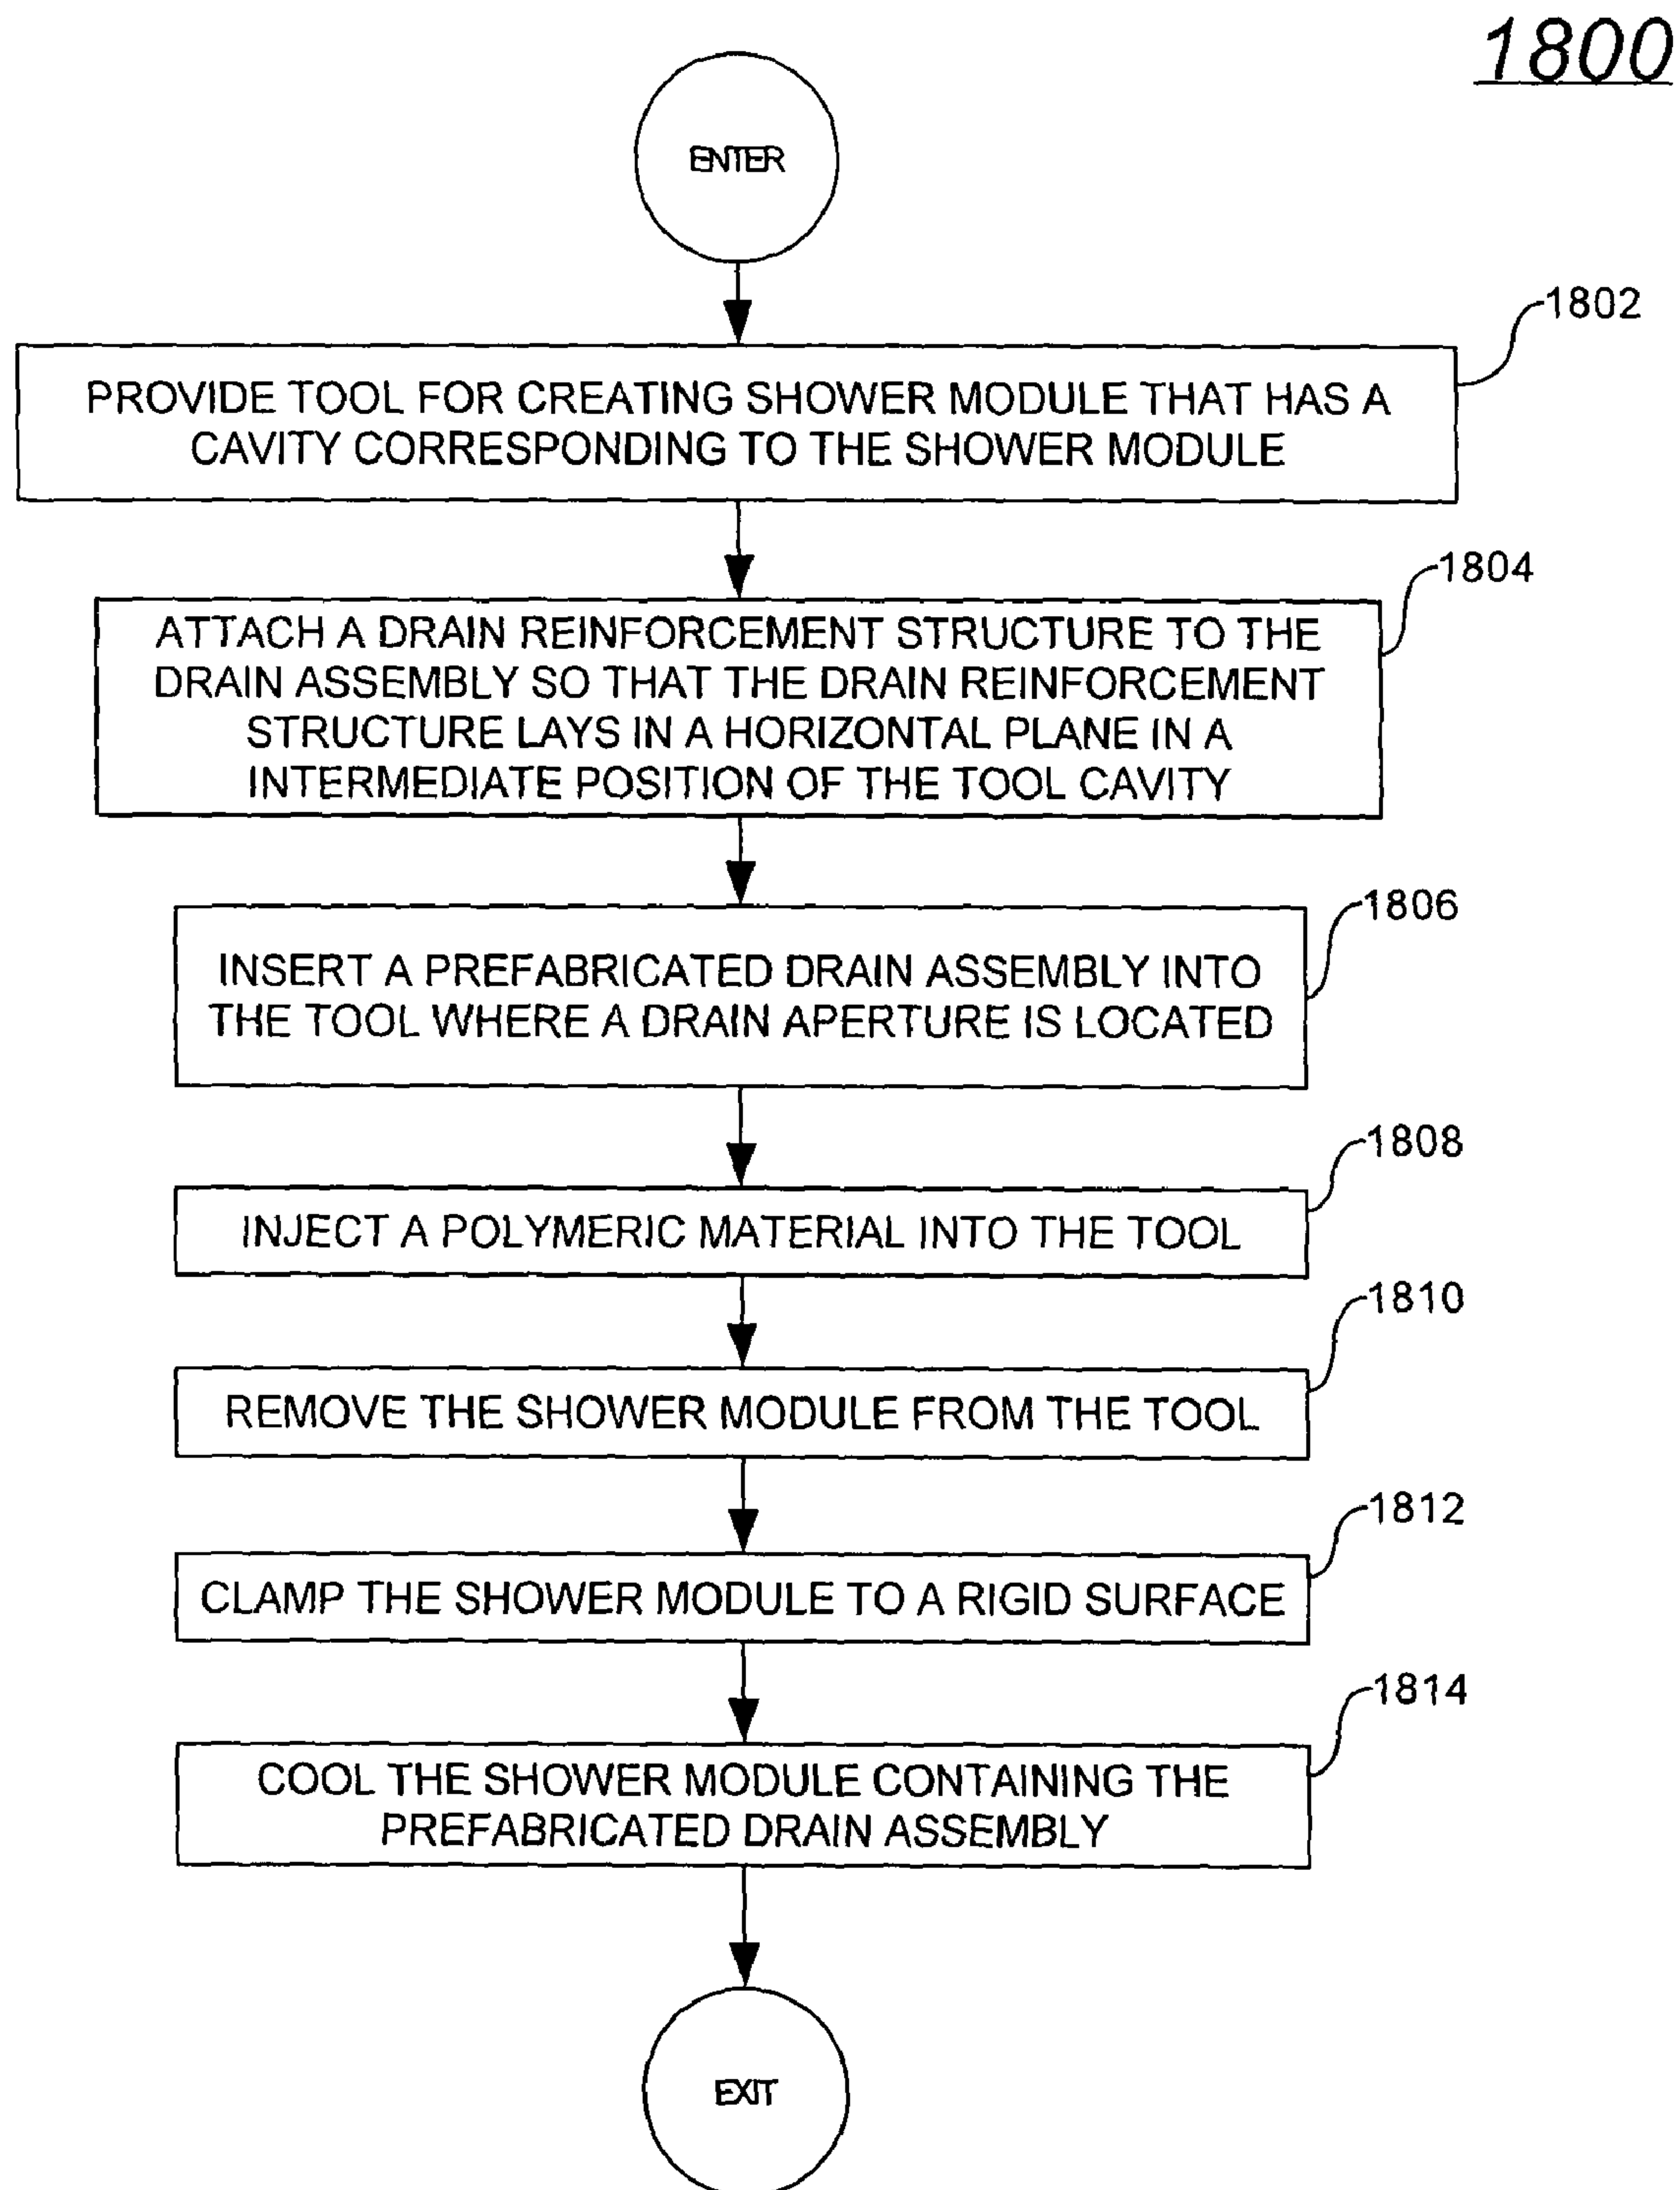 1800
ENTER
1802
PROVIDE TOOL FOR CREATING SHOWER MODULE THAT HAS A
CAVITY CORRESPONDING TO THE SHOWER MODULE
1804
ATTACH A DRAIN REINFORCEMENT STRUCTURE TO THE
DRAIN ASSEMBLY SO THAT THE DRAIN REINFORCEMENT
STRUCTURE LAYS IN A HORIZONTAL PLANE IN A
INTERMEDIATE POSITION OF THE TOOL CAVITY
1806
INSERT A PREFABRICATED DRAIN ASSEMBLY INTO
THE TOOL WHERE A DRAIN APERTURE IS LOCATED
1808
INJECT A POLYMERIC MATERIAL INTO THE TOOL
1810
REMOVE THE SHOWER MODULE FROM THE TOOL
1812
CLAMP THE SHOWER MODULE TO A RIGID SURFACE
1814
COOL THE SHOWER MODULE CONTAINING THE
PREFABRICATED DRAIN ASSEMBLY
EXIT